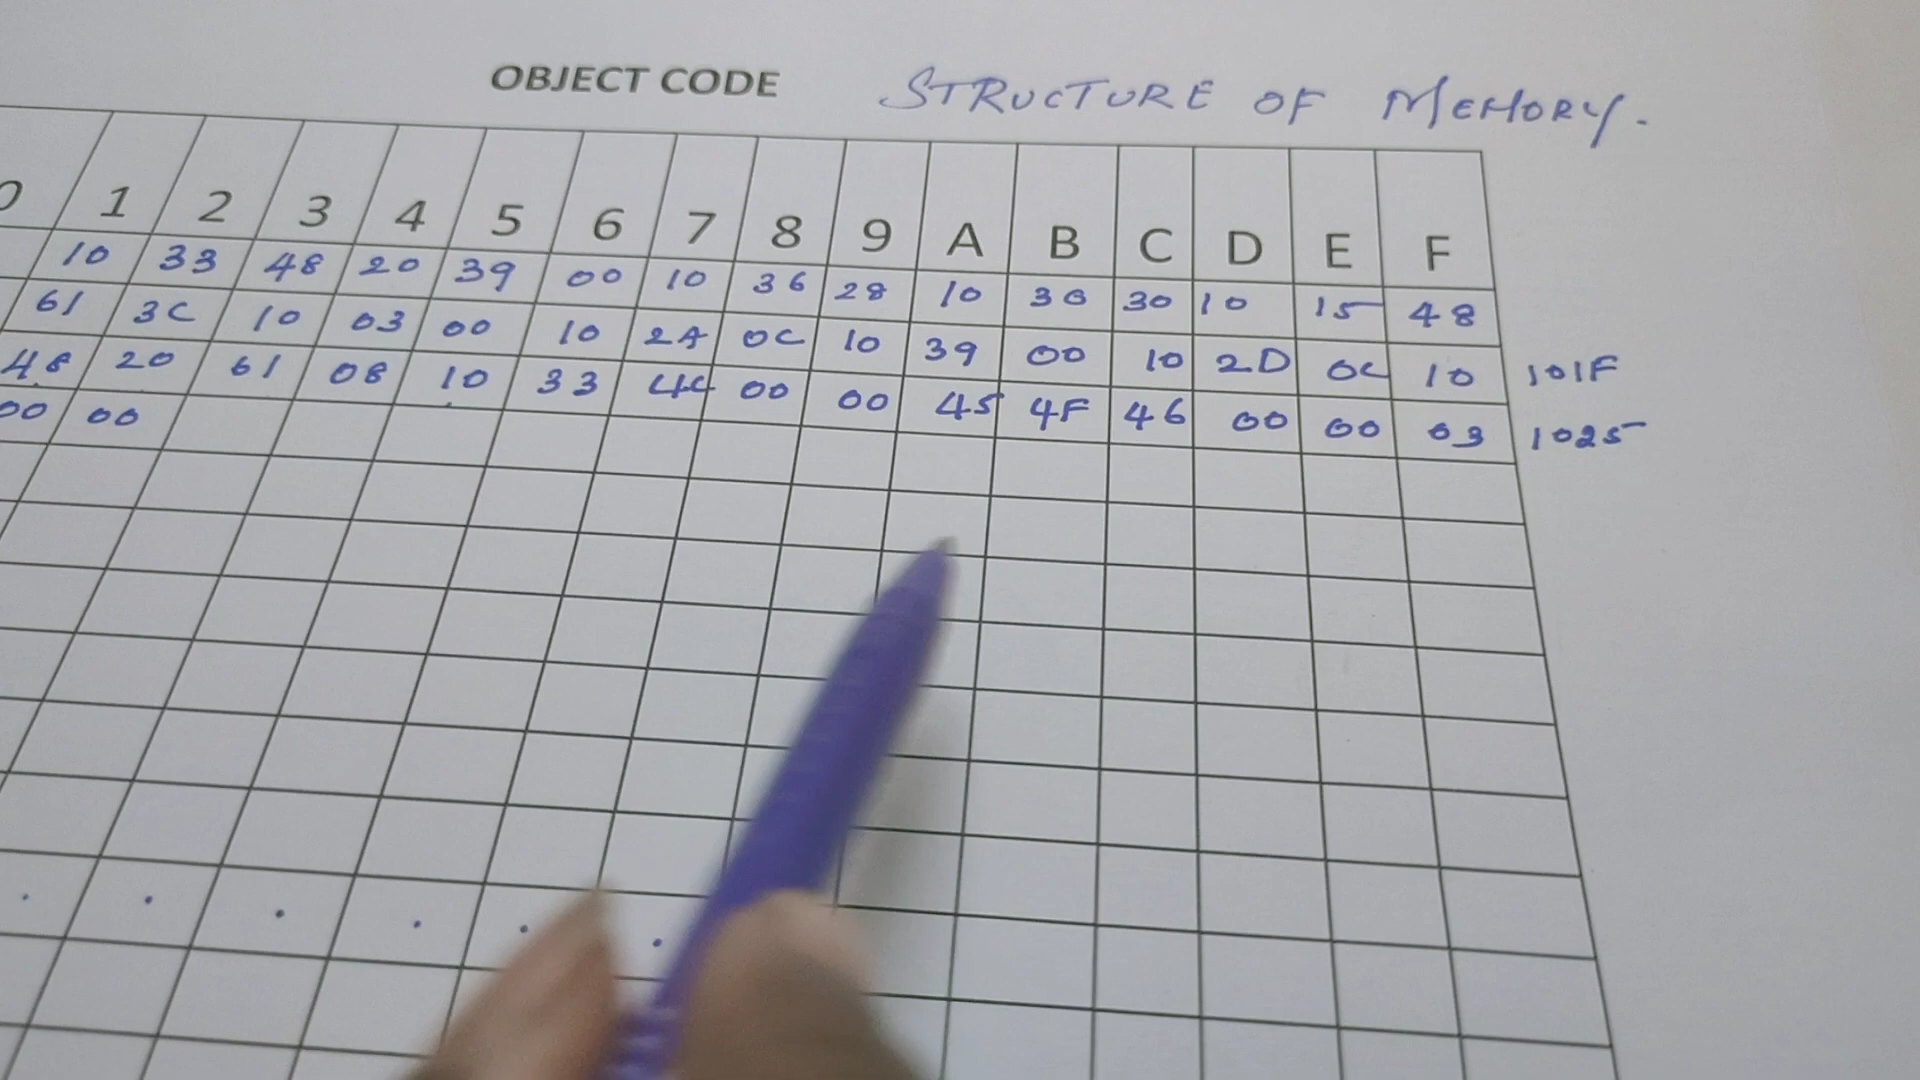 OBJECT CODE STRUCTURE OF MEMORY.
0 1 2 3 4 5 6 7 8 9 A B C D E F
10 33 48 20 39 00 10 36 28 10 30 30 10 15 48
61 3C 10 03 00 10 2A 0C 10 39 00 10 2D 0C 10 101F
48 20 61 08 10 33 4C 00 00 45 4F 46 00 00 03 1025
00 00